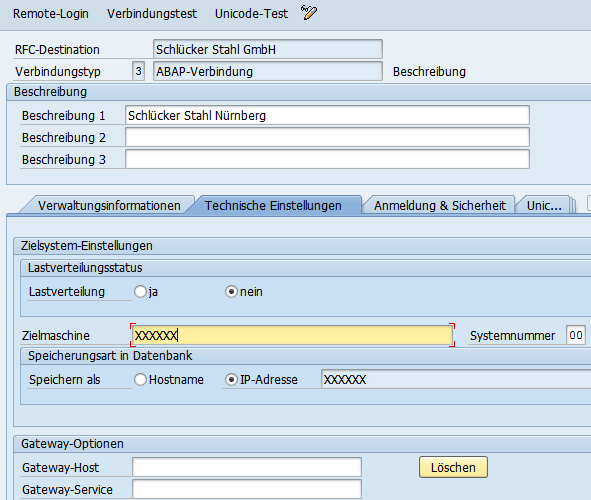 Remote-Login Verbindungstest Unicode-Test
RFC-Destination Schlücker Stahl GmbH
Verbindungstyp 3 ABAP-Verbindung Beschreibung
Beschreibung
Beschreibung 1 Schlücker Stahl Nürnberg
Beschreibung 2
Beschreibung 3
Verwaltungsinformationen Technische Einstellungen Anmeldung & Sicherheit Unic...
Zielsystem-Einstellungen
Lastverteilungsstatus
Lastverteilung ja nein
Zielmaschine XXXXXX Systemnummer 00
Speicherungsart in Datenbank
Speichern als Hostname IP-Adresse XXXXXX
Gateway-Optionen
Gateway-Host Löschen
Gateway-Service